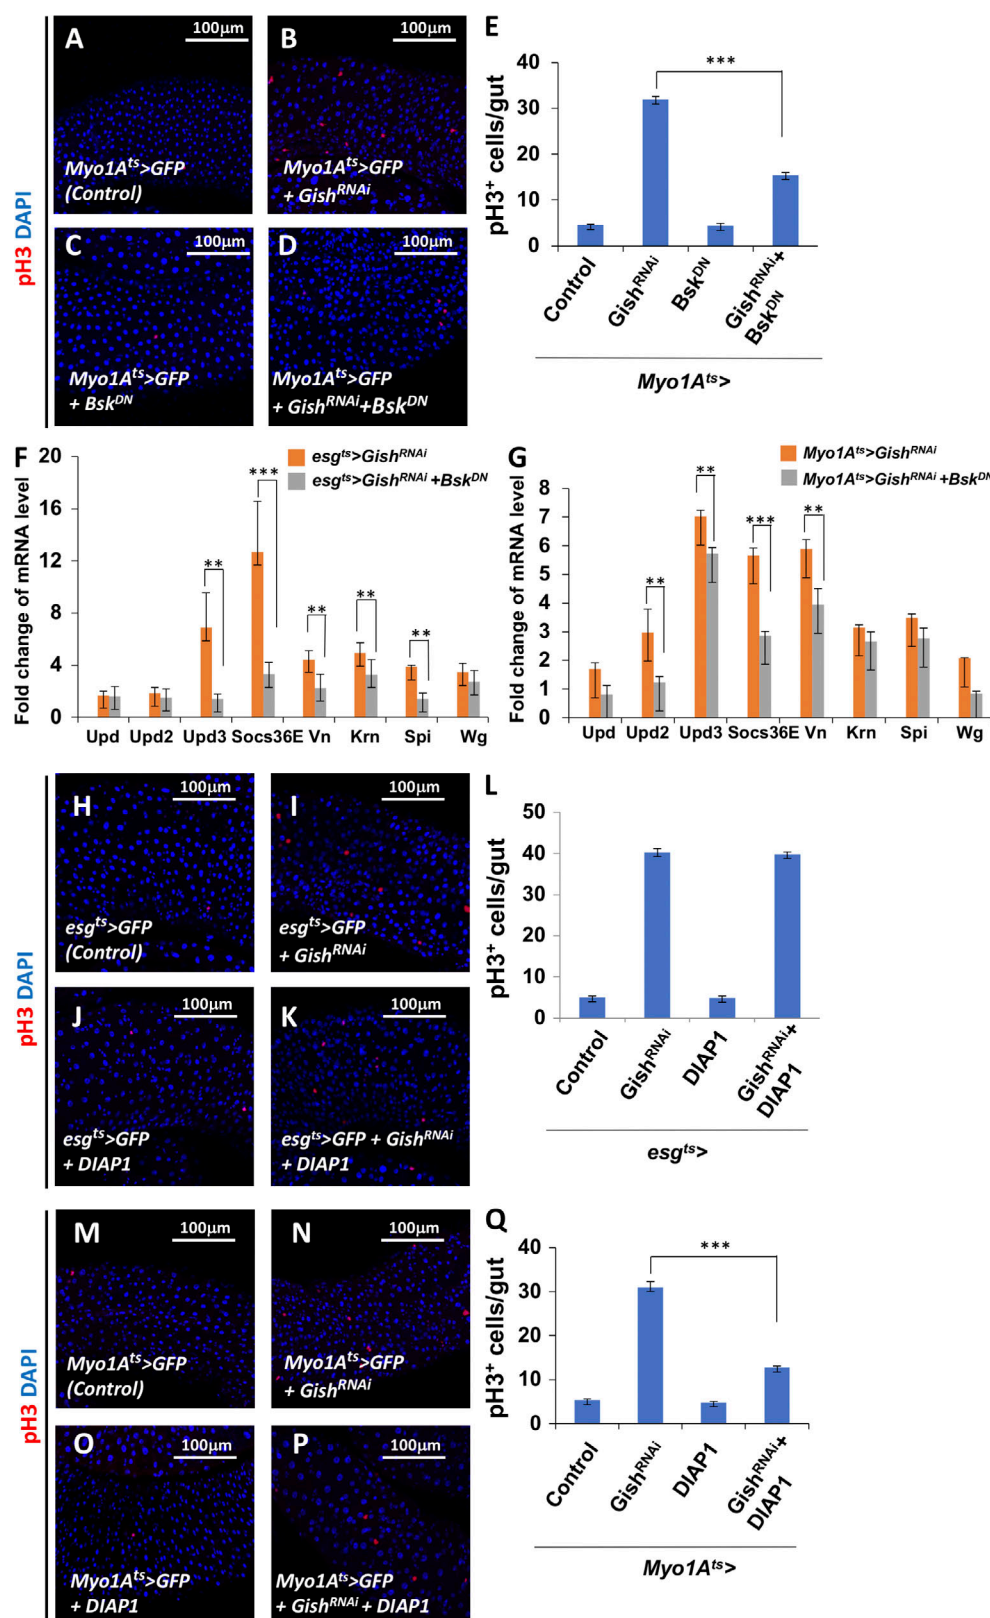 pH3 DAPI
A
100μm
Myo1Aᵗˢ>GFP
(Control)
B
100μm
Myo1Aᵗˢ>GFP
+ Gishᴿᴺᴬⁱ
C
100μm
Myo1Aᵗˢ>GFP
+ Bskᴰᴺ
D
100μm
Myo1Aᵗˢ>GFP
+ Gishᴿᴺᴬⁱ+Bskᴰᴺ
E
pH3⁺ cells/gut
40
30
20
10
0
***
Control
Gishᴿᴺᴬⁱ
Bskᴰᴺ
Gishᴿᴺᴬⁱ+
Bskᴰᴺ
Myo1Aᵗˢ>
F
Fold change of mRNA level
20
16
12
8
4
0
esgᵗˢ>Gishᴿᴺᴬⁱ
esgᵗˢ>Gishᴿᴺᴬⁱ +Bskᴰᴺ
**
***
**
**
**
Upd Upd2 Upd3 Socs36E Vn Krn Spi Wg
G
Fold change of mRNA level
9
8
7
6
5
4
3
2
1
0
Myo1Aᵗˢ>Gishᴿᴺᴬⁱ
Myo1Aᵗˢ>Gishᴿᴺᴬⁱ +Bskᴰᴺ
**
**
***
**
Upd Upd2 Upd3 Socs36E Vn Krn Spi Wg
pH3 DAPI
H
100μm
esgᵗˢ>GFP
(Control)
I
100μm
esgᵗˢ>GFP
+ Gishᴿᴺᴬⁱ
J
100μm
esgᵗˢ>GFP
+ DIAP1
K
100μm
esgᵗˢ>GFP + Gishᴿᴺᴬⁱ
+ DIAP1
L
pH3⁺ cells/gut
50
40
30
20
10
0
Control
Gishᴿᴺᴬⁱ
DIAP1
Gishᴿᴺᴬⁱ+
DIAP1
esgᵗˢ>
pH3 DAPI
M
100μm
Myo1Aᵗˢ>GFP
(Control)
N
100μm
Myo1Aᵗˢ>GFP
+ Gishᴿᴺᴬⁱ
O
100μm
Myo1Aᵗˢ>GFP
+ DIAP1
P
100μm
Myo1Aᵗˢ>GFP
+ Gishᴿᴺᴬⁱ + DIAP1
Q
pH3⁺ cells/gut
40
30
20
10
0
***
Control
Gishᴿᴺᴬⁱ
DIAP1
Gishᴿᴺᴬⁱ+
DIAP1
Myo1Aᵗˢ>